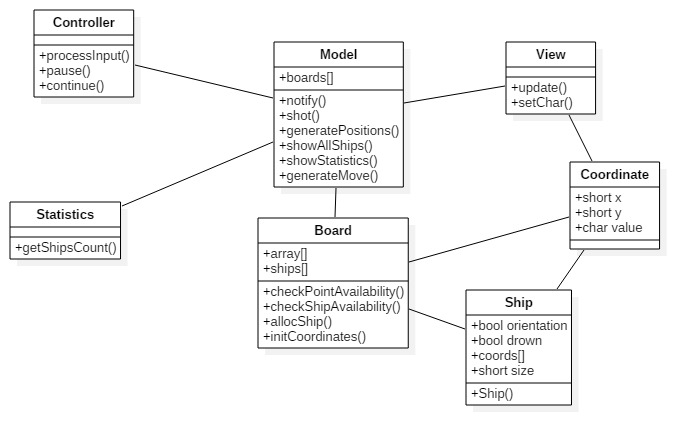 Controller
+processInput()
+pause()
+continue()
Model
+boards[]
+notify()
+shot()
+generatePositions()
+showAllShips()
+showStatistics()
+generateMove()
View
+update()
+setChar()
Coordinate
+short x
+short y
+char value
Statistics
+getShipsCount()
Board
+array[]
+ships[]
+checkPointAvailability()
+checkShipAvailability()
+allocShip()
+initCoordinates()
Ship
+bool orientation
+bool drown
+coords[]
+short size
+Ship()